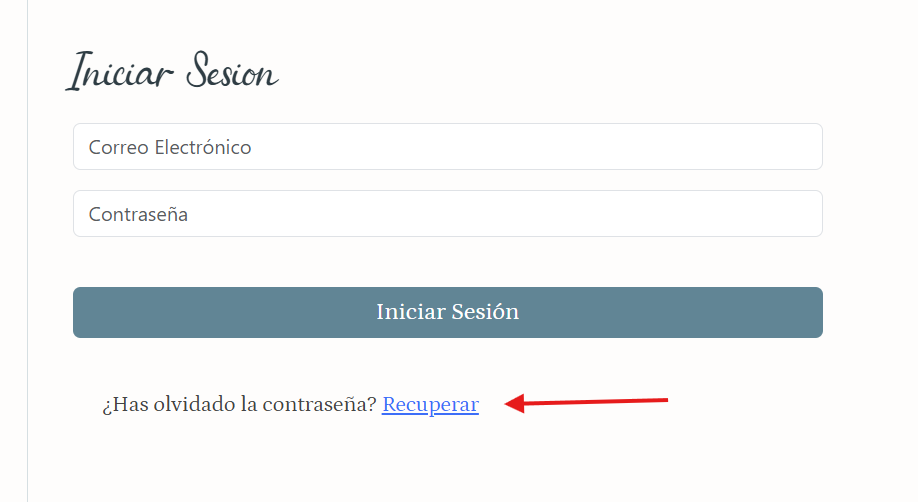 Iniciar Sesion
Correo Electrónico
Contraseña
Iniciar Sesión
¿Has olvidado la contraseña? Recuperar